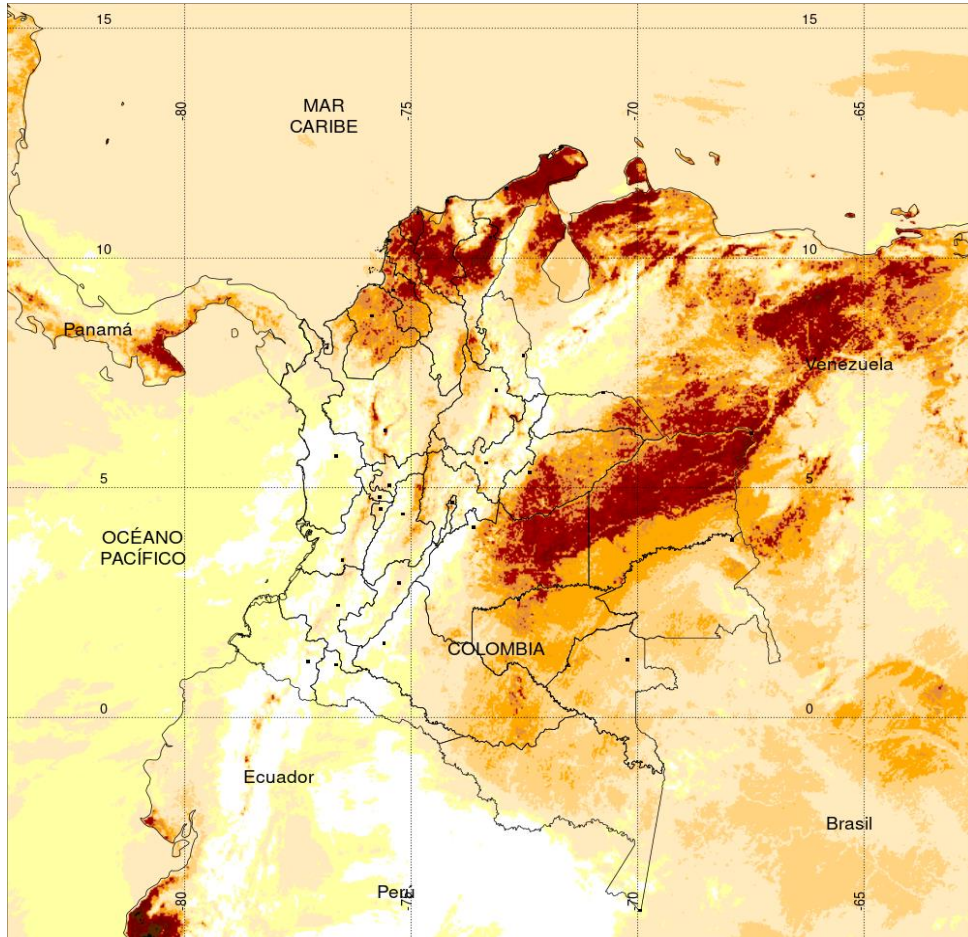 15
15
-80
-75
-70
-65
MAR
CARIBE
10
10
Panamá
Venezuela
5
5
OCÉANO
PACÍFICO
COLOMBIA
0
0
Ecuador
Brasil
Perú
-80
-75
-70
-65